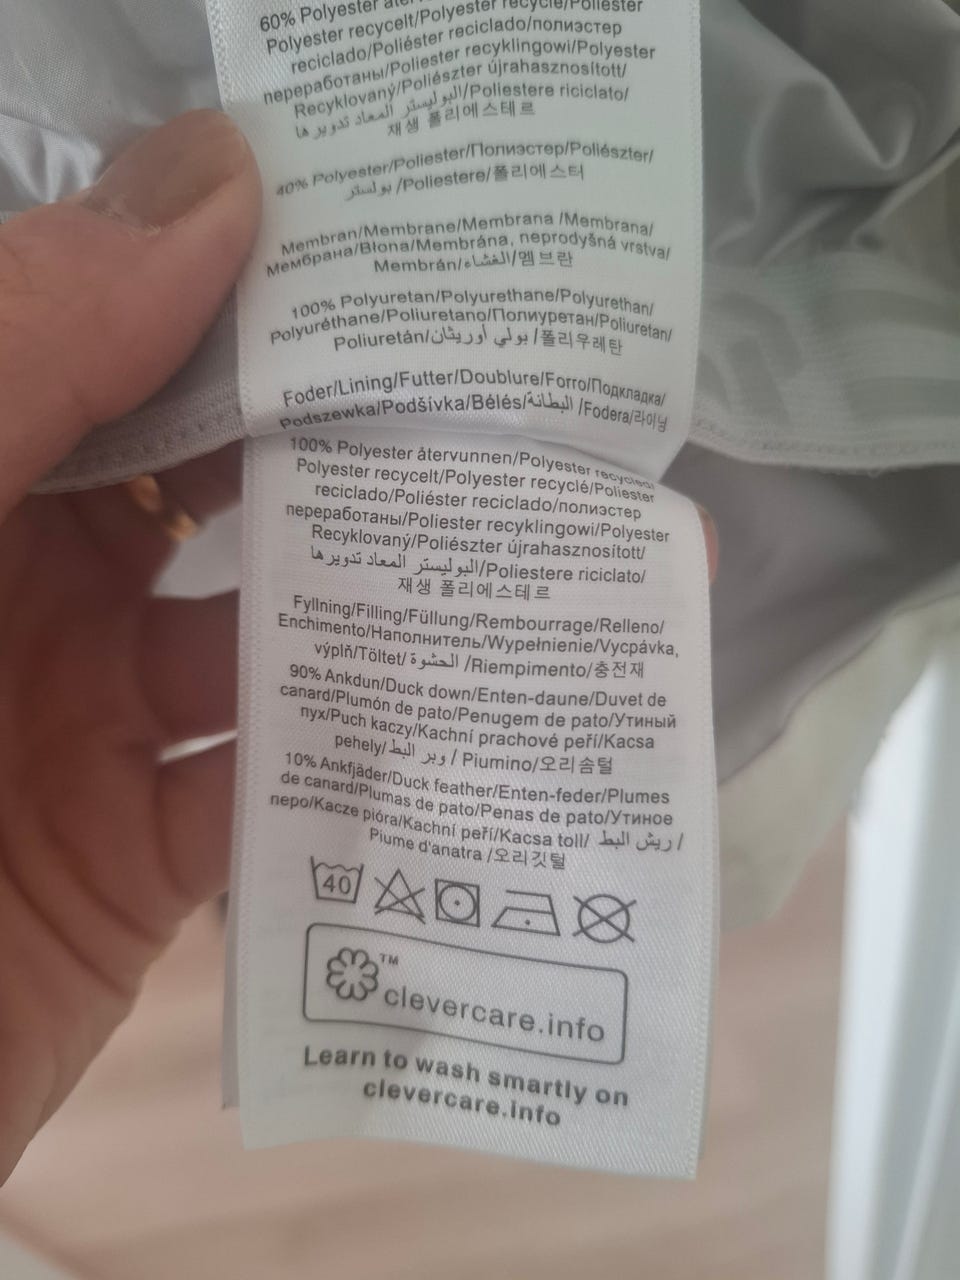 60% Polyester återvunnen/Polyester recyclé/Poliester
Polyester recycelt/Polyester recyclé/Poliester
reciclado/Poliéster reciclado/полиэстер
переработаны/Poliester recyklingowi/Polyester
Recyklovaný/Poliészter újrahasznosított/
البوليستر المعاد تدويرها/Poliestere riciclato/
재생 폴리에스테르
40% Polyester/Poliester/Полиэстер/Poliészter/
بولستر/Poliestere/폴리에스터
Membran/Membrane/Membrana /Membrana/
Мембрана/Błona/Membrána, neprodyšná vrstva/
Membrán/الغشاء/멤브란
100% Polyuretan/Polyurethane/Polyurethan/
Polyuréthane/Poliuretano/Полиуретан/Poliuretan/
Poliuretán/بولي أوريثان /폴리우레탄
Foder/Lining/Futter/Doublure/Forro/Подкладка/
Podszewka/Podšívka/Bélés/البطانة /Fodera/라이닝
100% Polyester återvunnen/Polyester recycled/
Polyester recycelt/Polyester recyclé/Poliester
reciclado/Poliéster reciclado/полиэстер
переработаны/Poliester recyklingowi/Polyester
Recyklovaný/Poliészter újrahasznosított/
البوليستر المعاد تدويرها/Poliestere riciclato/
재생 폴리에스테르
Fyllning/Filling/Füllung/Rembourrage/Relleno/
Enchimento/Наполнитель/Wypełnienie/Vycpávka,
výplň/Töltet/ الحشوة /Riempimento/충전재
90% Ankdun/Duck down/Enten-daune/Duvet de
canard/Plumón de pato/Penugem de pato/Утиный
пух/Puch kaczy/Kachní prachové peří/Kacsa
pehely/ وبر البط / Piumino/오리솜털
10% Ankfjäder/Duck feather/Enten-feder/Plumes
de canard/Plumas de pato/Penas de pato/Утиное
перо/Kacze pióra/Kachní peří/Kacsa toll/ ريش البط /
Piume d'anatra /오리깃털
40
™
clevercare.info
Learn to wash smartly on
clevercare.info